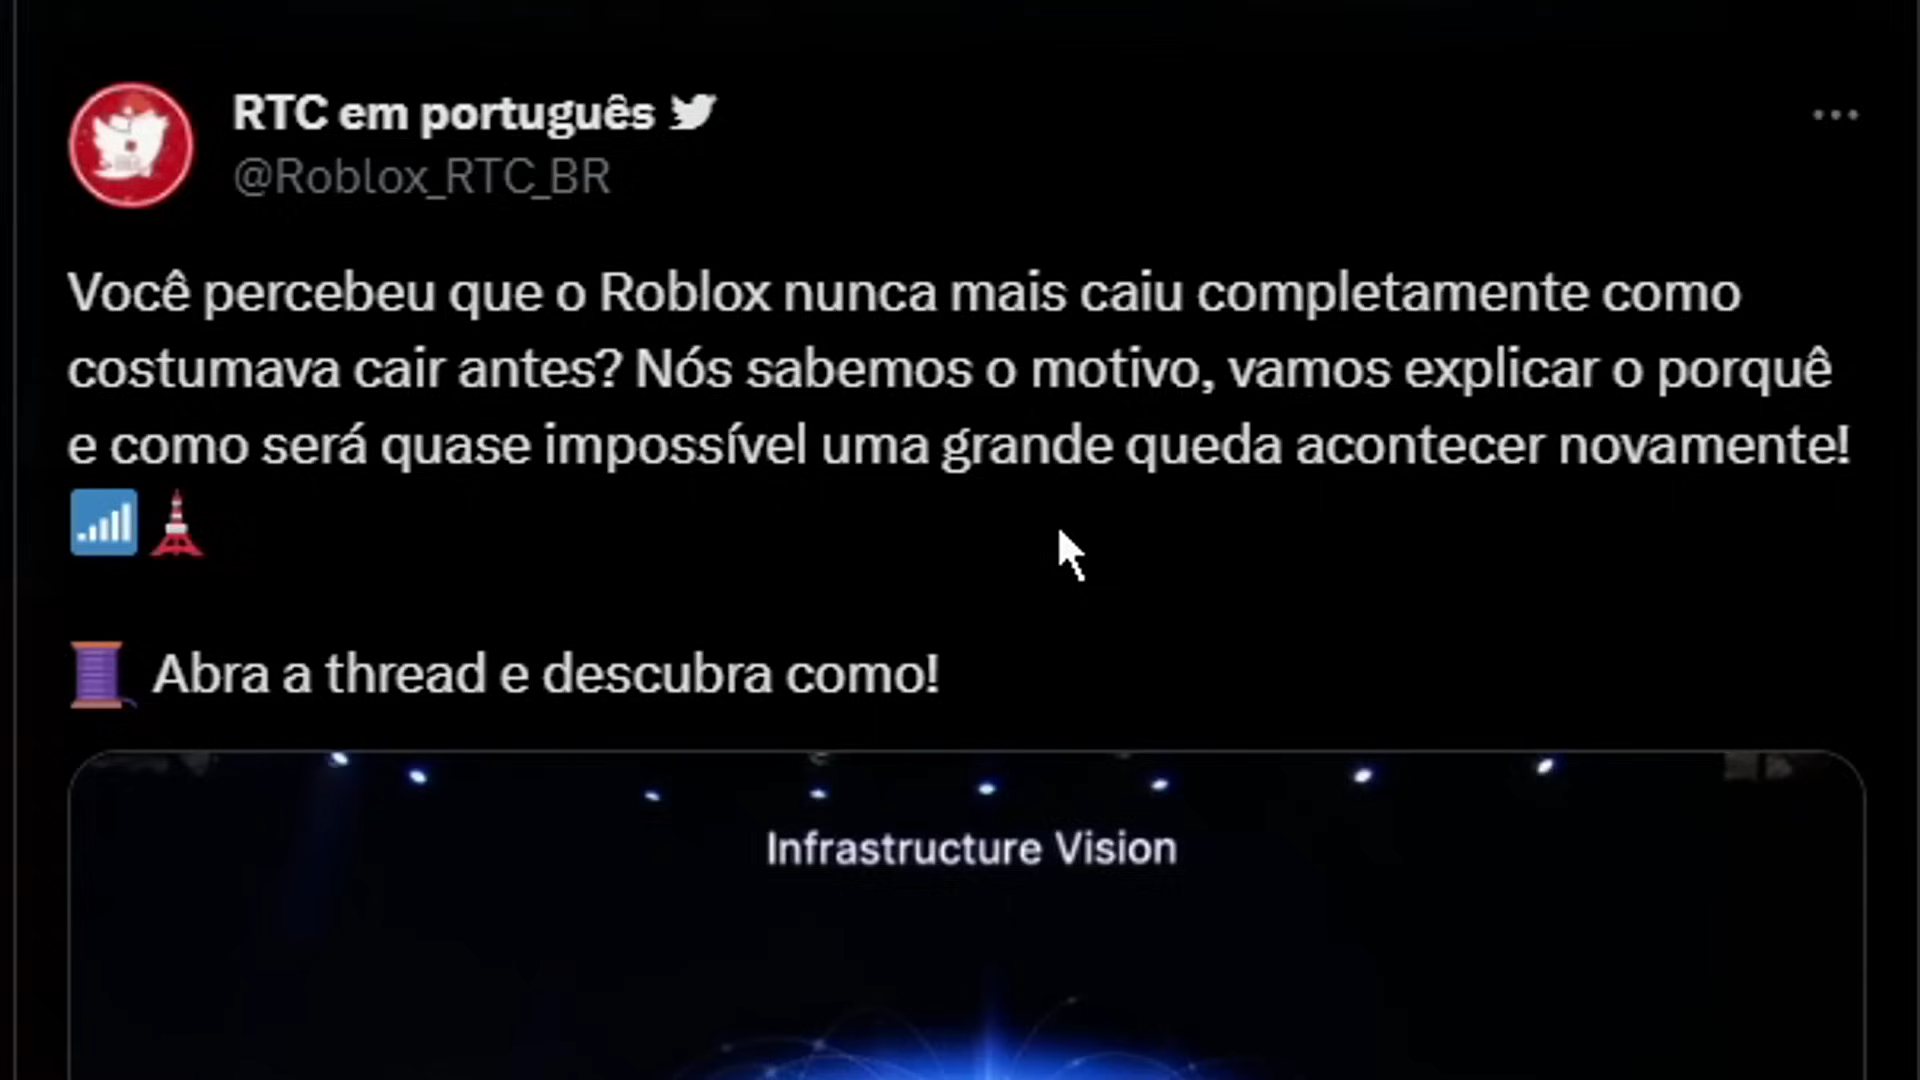 RTC em português
@Roblox_RTC_BR
Você percebeu que o Roblox nunca mais caiu completamente como
costumava cair antes? Nós sabemos o motivo, vamos explicar o porquê
e como será quase impossível uma grande queda acontecer novamente!
Abra a thread e descubra como!
Infrastructure Vision